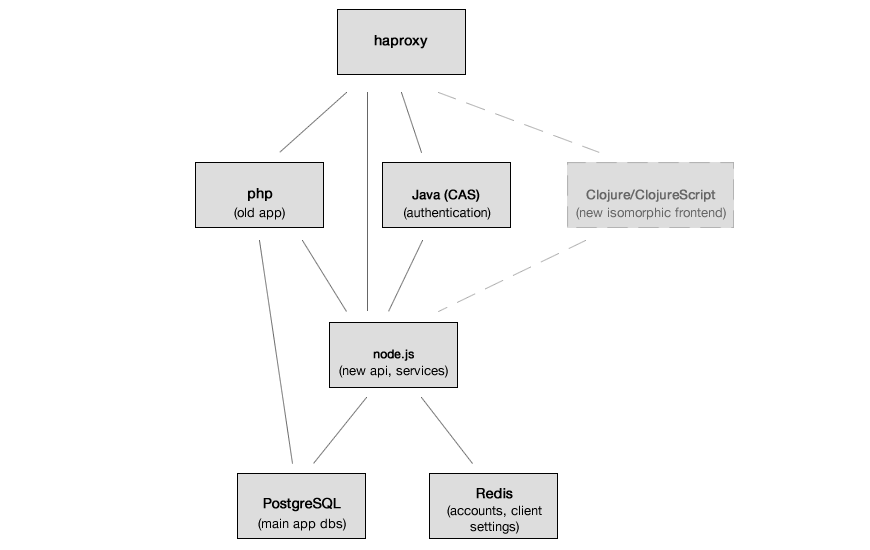 haproxy
php
(old app)
Java (CAS)
(authentication)
Clojure/ClojureScript
(new isomorphic frontend)
node.js
(new api, services)
PostgreSQL
(main app dbs)
Redis
(accounts, client
settings)